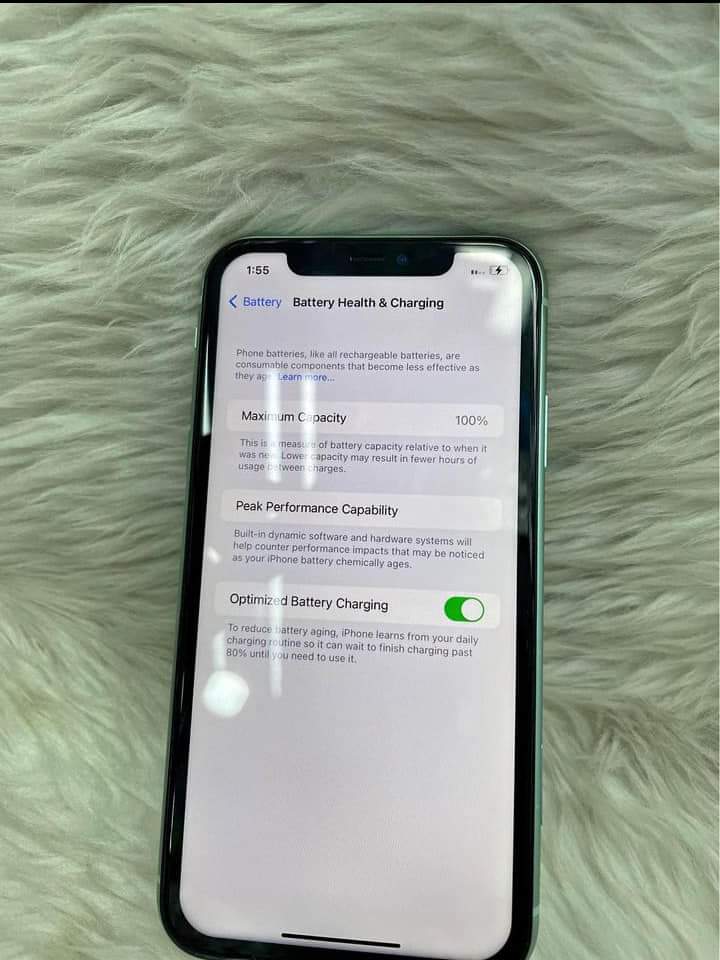 1:55
Battery Battery Health & Charging
Phone batteries, like all rechargeable batteries, are
consumable components that become less effective as
they age. Learn more...
Maximum Capacity 100%
This is a measure of battery capacity relative to when it
was new. Lower capacity may result in fewer hours of
usage between charges.
Peak Performance Capability
Built-in dynamic software and hardware systems will
help counter performance impacts that may be noticed
as your iPhone battery chemically ages.
Optimized Battery Charging
To reduce battery aging, iPhone learns from your daily
charging routine so it can wait to finish charging past
80% until you need to use it.